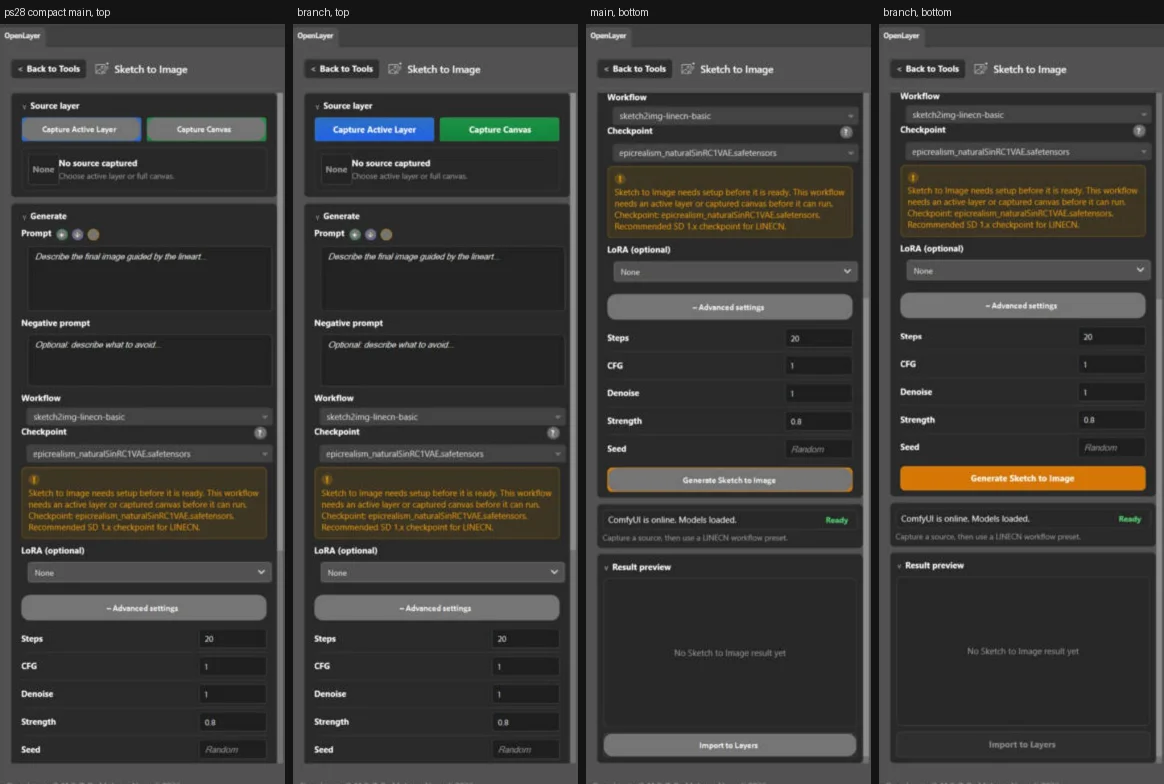 ps28 compact main, top
OpenLayer
< Back to Tools
Sketch to Image
Source layer
Capture Active Layer
Capture Canvas
None
No source captured
Choose active layer or full canvas.
Generate
Prompt
Describe the final image guided by the lineart...
Negative prompt
Optional: describe what to avoid...
Workflow
sketch2img-linecn-basic
Checkpoint
?
epicrealism_naturalSinRC1VAE.safetensors
!
Sketch to Image needs setup before it is ready. This workflow
needs an active layer or captured canvas before it can run.
Checkpoint: epicrealism_naturalSinRC1VAE.safetensors.
Recommended SD 1.x checkpoint for LINECN.
LoRA (optional)
None
~ Advanced settings
Steps 20
CFG 1
Denoise 1
Strength 0.8
Seed Random
branch, top
OpenLayer
< Back to Tools
Sketch to Image
Source layer
Capture Active Layer
Capture Canvas
None
No source captured
Choose active layer or full canvas.
Generate
Prompt
Describe the final image guided by the lineart...
Negative prompt
Optional: describe what to avoid...
Workflow
sketch2img-linecn-basic
Checkpoint
?
epicrealism_naturalSinRC1VAE.safetensors
!
Sketch to Image needs setup before it is ready. This workflow
needs an active layer or captured canvas before it can run.
Checkpoint: epicrealism_naturalSinRC1VAE.safetensors.
Recommended SD 1.x checkpoint for LINECN.
LoRA (optional)
None
~ Advanced settings
Steps 20
CFG 1
Denoise 1
Strength 0.8
Seed Random
main, bottom
OpenLayer
< Back to Tools
Sketch to Image
Workflow
sketch2img-linecn-basic
Checkpoint
?
epicrealism_naturalSinRC1VAE.safetensors
!
Sketch to Image needs setup before it is ready. This workflow
needs an active layer or captured canvas before it can run.
Checkpoint: epicrealism_naturalSinRC1VAE.safetensors.
Recommended SD 1.x checkpoint for LINECN.
LoRA (optional)
None
~ Advanced settings
Steps 20
CFG 1
Denoise 1
Strength 0.8
Seed Random
Generate Sketch to Image
ComfyUI is online. Models loaded. Ready
Capture a source, then use a LINECN workflow preset.
Result preview
No Sketch to Image result yet
Import to Layers
branch, bottom
OpenLayer
< Back to Tools
Sketch to Image
Workflow
sketch2img-linecn-basic
Checkpoint
?
epicrealism_naturalSinRC1VAE.safetensors
!
Sketch to Image needs setup before it is ready. This workflow
needs an active layer or captured canvas before it can run.
Checkpoint: epicrealism_naturalSinRC1VAE.safetensors.
Recommended SD 1.x checkpoint for LINECN.
LoRA (optional)
None
~ Advanced settings
Steps 20
CFG 1
Denoise 1
Strength 0.8
Seed Random
Generate Sketch to Image
ComfyUI is online. Models loaded. Ready
Capture a source, then use a LINECN workflow preset.
Result preview
No Sketch to Image result yet
Import to Layers